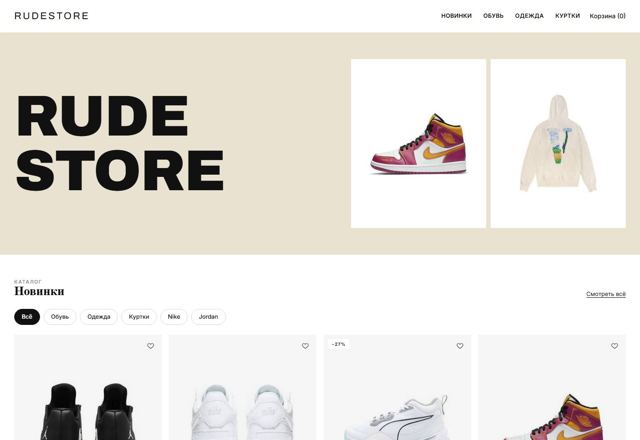 RUDESTORE
НОВИНКИ ОБУВЬ ОДЕЖДА КУРТКИ Корзина (0)
RUDE
STORE
КАТАЛОГ
Новинки
Смотреть всё
Всё Обувь Одежда Куртки Nike Jordan
-27%